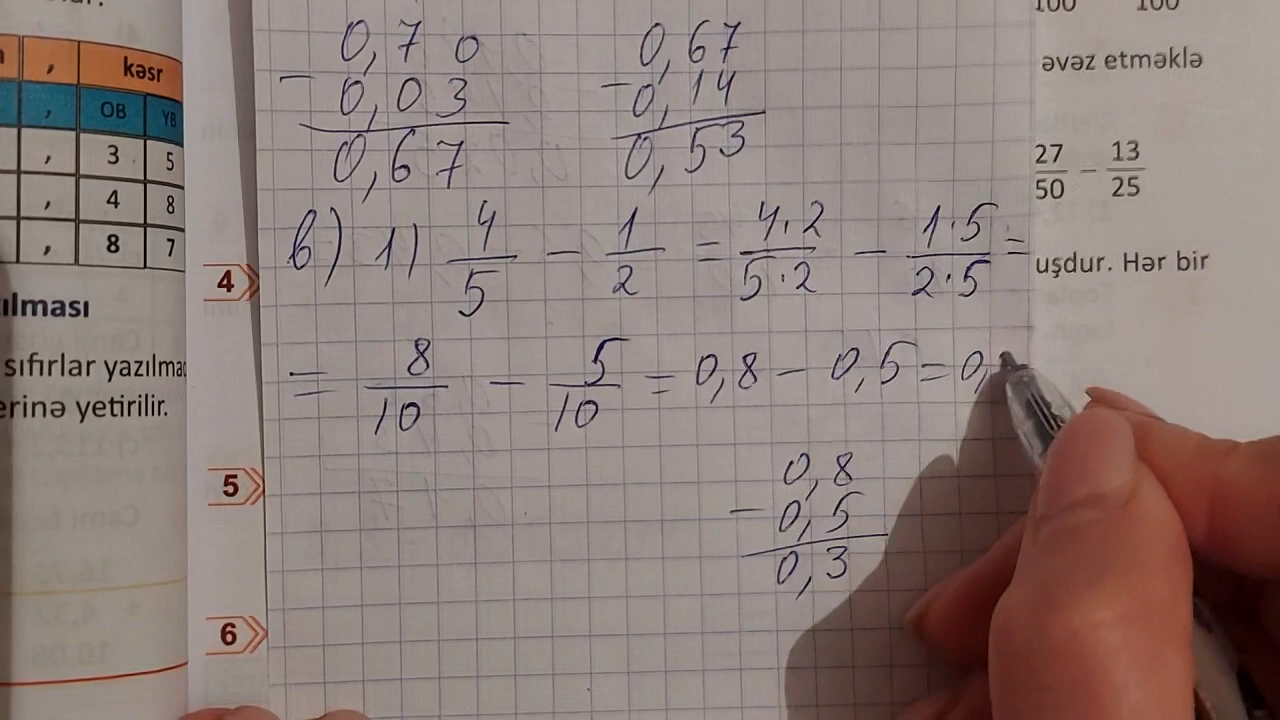 , kəsr
, OB YB
, 3 5
, 4 8
, 8 7
ılması
sıfırlar yazılma
ərinə yetirilir.
0,70
- 0,03
0,67
0,67
- 0,14
0,53
в) 1) 4/5 - 1/2 = 4·2/5·2 - 1·5/2·5 =
= 8/10 - 5/10 = 0,8 - 0,5 = 0,
0,8
- 0,5
0,3
4
5
6
100 100
əvəz etməklə
27/50 - 13/25
uşdur. Hər bir